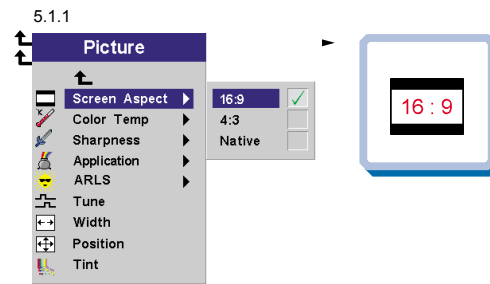 5.1.1
Picture
Screen Aspect
16:9
Color Temp
4:3
Sharpness
Native
Application
ARLS
Tune
Width
Position
Tint
16 : 9